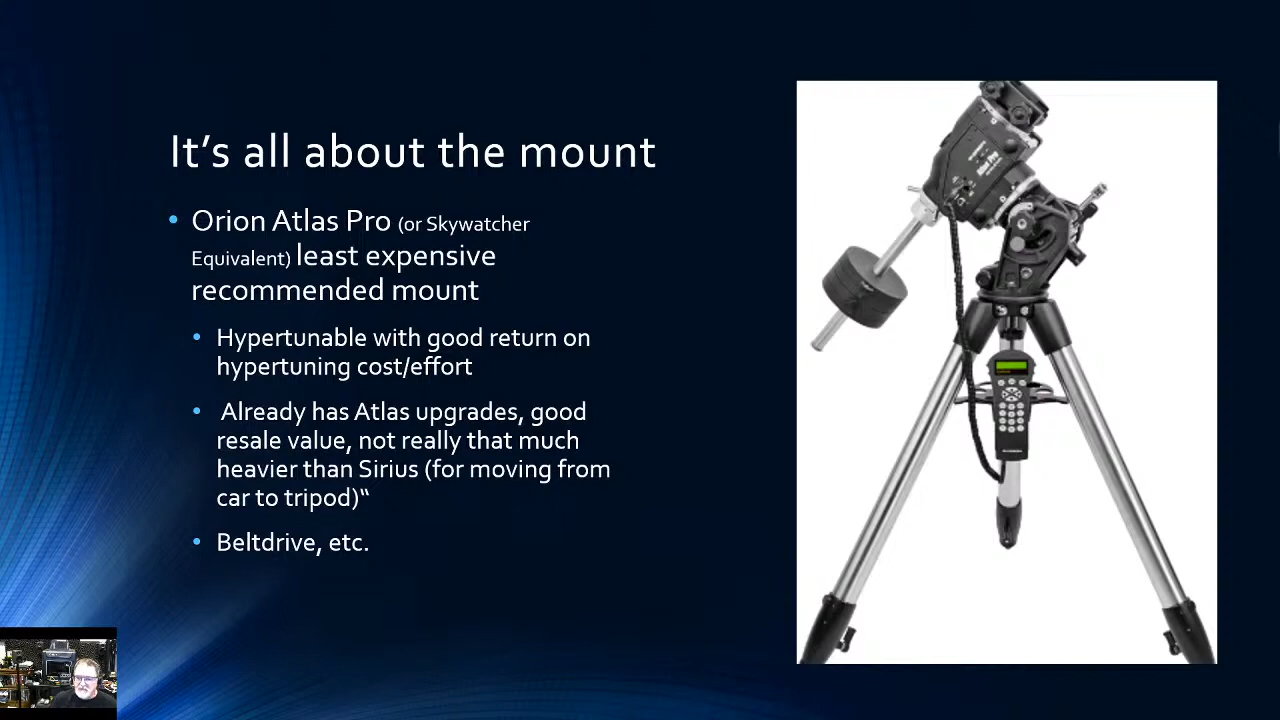 It’s all about the mount
• Orion Atlas Pro (or Skywatcher
Equivalent) least expensive
recommended mount
• Hypertunable with good return on
hypertuning cost/effort
• Already has Atlas upgrades, good
resale value, not really that much
heavier than Sirius (for moving from
car to tripod)“
• Beltdrive, etc.
Atlas Pro